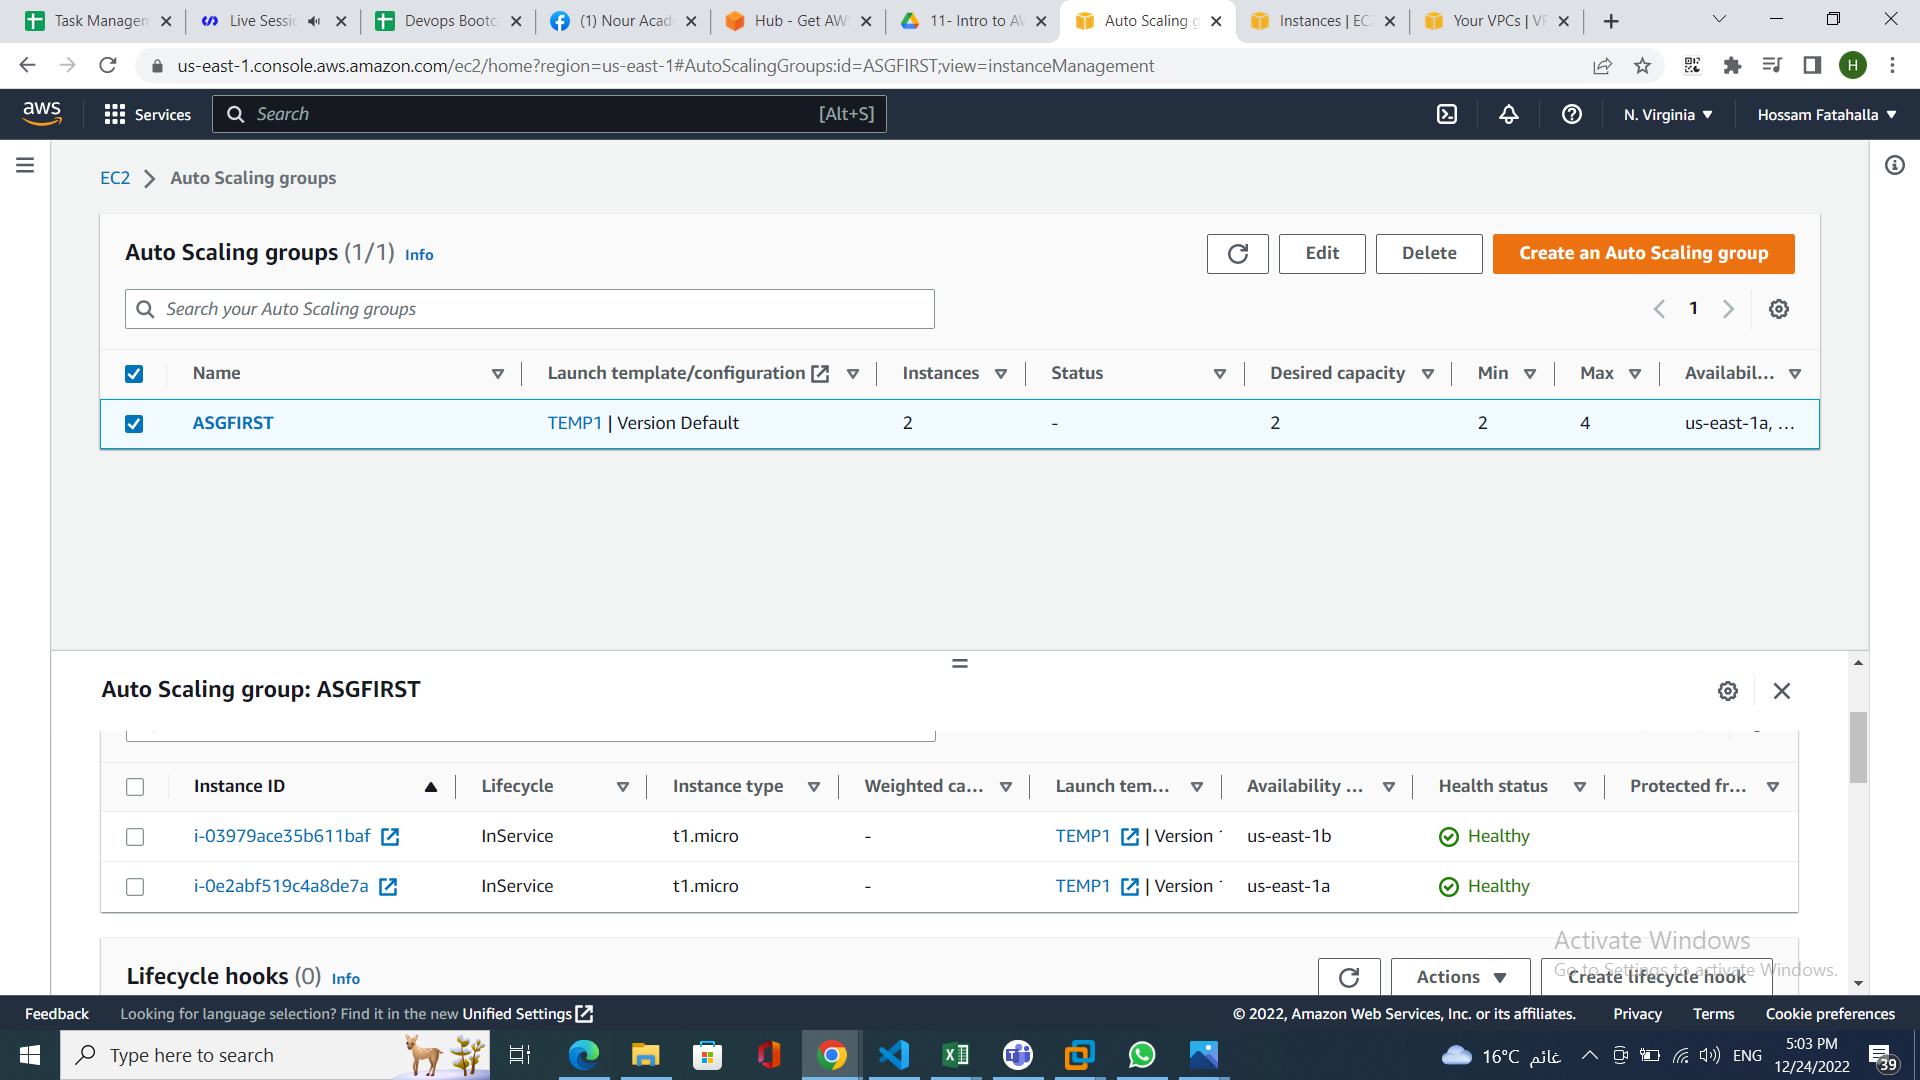 Task Managem
Live Sessic
Devops Bootc
(1) Nour Acad
Hub - Get AW
11- Intro to AW
Auto Scaling g
Instances | EC
Your VPCs | VP
us-east-1.console.aws.amazon.com/ec2/home?region=us-east-1#AutoScalingGroups:id=ASGFIRST;view=instanceManagement
H
aws
Services
Search
[Alt+S]
N. Virginia
Hossam Fatahalla
EC2
Auto Scaling groups
Auto Scaling groups (1/1) Info
Edit
Delete
Create an Auto Scaling group
Search your Auto Scaling groups
1
Name
Launch template/configuration
Instances
Status
Desired capacity
Min
Max
Availabil...
ASGFIRST
TEMP1 | Version Default
2
-
2
2
4
us-east-1a, ...
Auto Scaling group: ASGFIRST
Instance ID
Lifecycle
Instance type
Weighted ca...
Launch tem...
Availability ...
Health status
Protected fr...
i-03979ace35b611baf
InService
t1.micro
-
TEMP1 | Version
us-east-1b
Healthy
i-0e2abf519c4a8de7a
InService
t1.micro
-
TEMP1 | Version
us-east-1a
Healthy
Activate Windows
Go to Settings to activate Windows.
Lifecycle hooks (0) Info
Actions
Create lifecycle hook
Feedback
Looking for language selection? Find it in the new Unified Settings
© 2022, Amazon Web Services, Inc. or its affiliates.
Privacy
Terms
Cookie preferences
Type here to search
16°C غائم
ENG
5:03 PM
12/24/2022
39